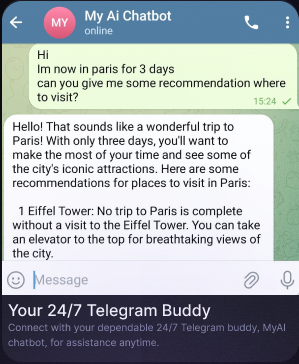 MY
My Ai Chatbot
online
Hi
Im now in paris for 3 days
can you give me some recommendation where
to visit?
15:24
Hello! That sounds like a wonderful trip to
Paris! With only three days, you'll want to
make the most of your time and see some of
the city's iconic attractions. Here are some
recommendations for places to visit in Paris:
1 Eiffel Tower: No trip to Paris is complete
without a visit to the Eiffel Tower. You can take
an elevator to the top for breathtaking views of
the city.
Message
Your 24/7 Telegram Buddy
Connect with your dependable 24/7 Telegram buddy, MyAI
chatbot, for assistance anytime.